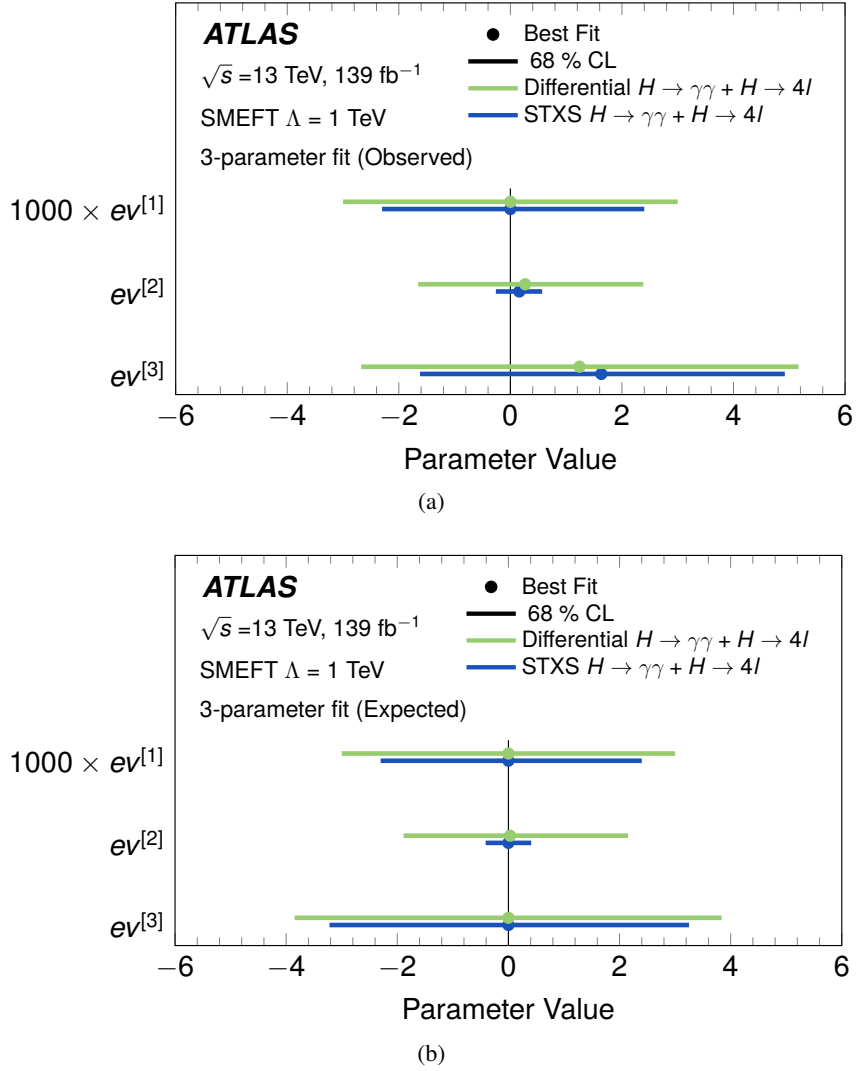 ATLAS
√s =13 TeV, 139 fb⁻¹
SMEFT Λ = 1 TeV
3-parameter fit (Observed)
Best Fit
68 % CL
Differential H → γγ + H → 4l
STXS H → γγ + H → 4l
1000 × ev[1]
ev[2]
ev[3]
−6 −4 −2 0 2 4 6
Parameter Value
(a)
ATLAS
√s =13 TeV, 139 fb⁻¹
SMEFT Λ = 1 TeV
3-parameter fit (Expected)
Best Fit
68 % CL
Differential H → γγ + H → 4l
STXS H → γγ + H → 4l
1000 × ev[1]
ev[2]
ev[3]
−6 −4 −2 0 2 4 6
Parameter Value
(b)